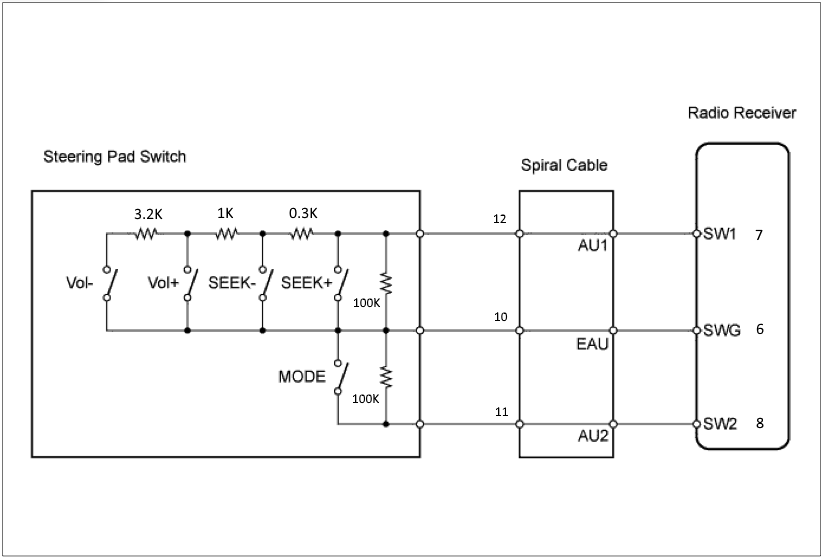 Radio Receiver
Steering Pad Switch
Spiral Cable
3.2K 1K 0.3K
12
AU1
SW1 7
Vol- Vol+ SEEK- SEEK+
100K
10
EAU
SWG 6
MODE
100K
11
AU2
SW2 8